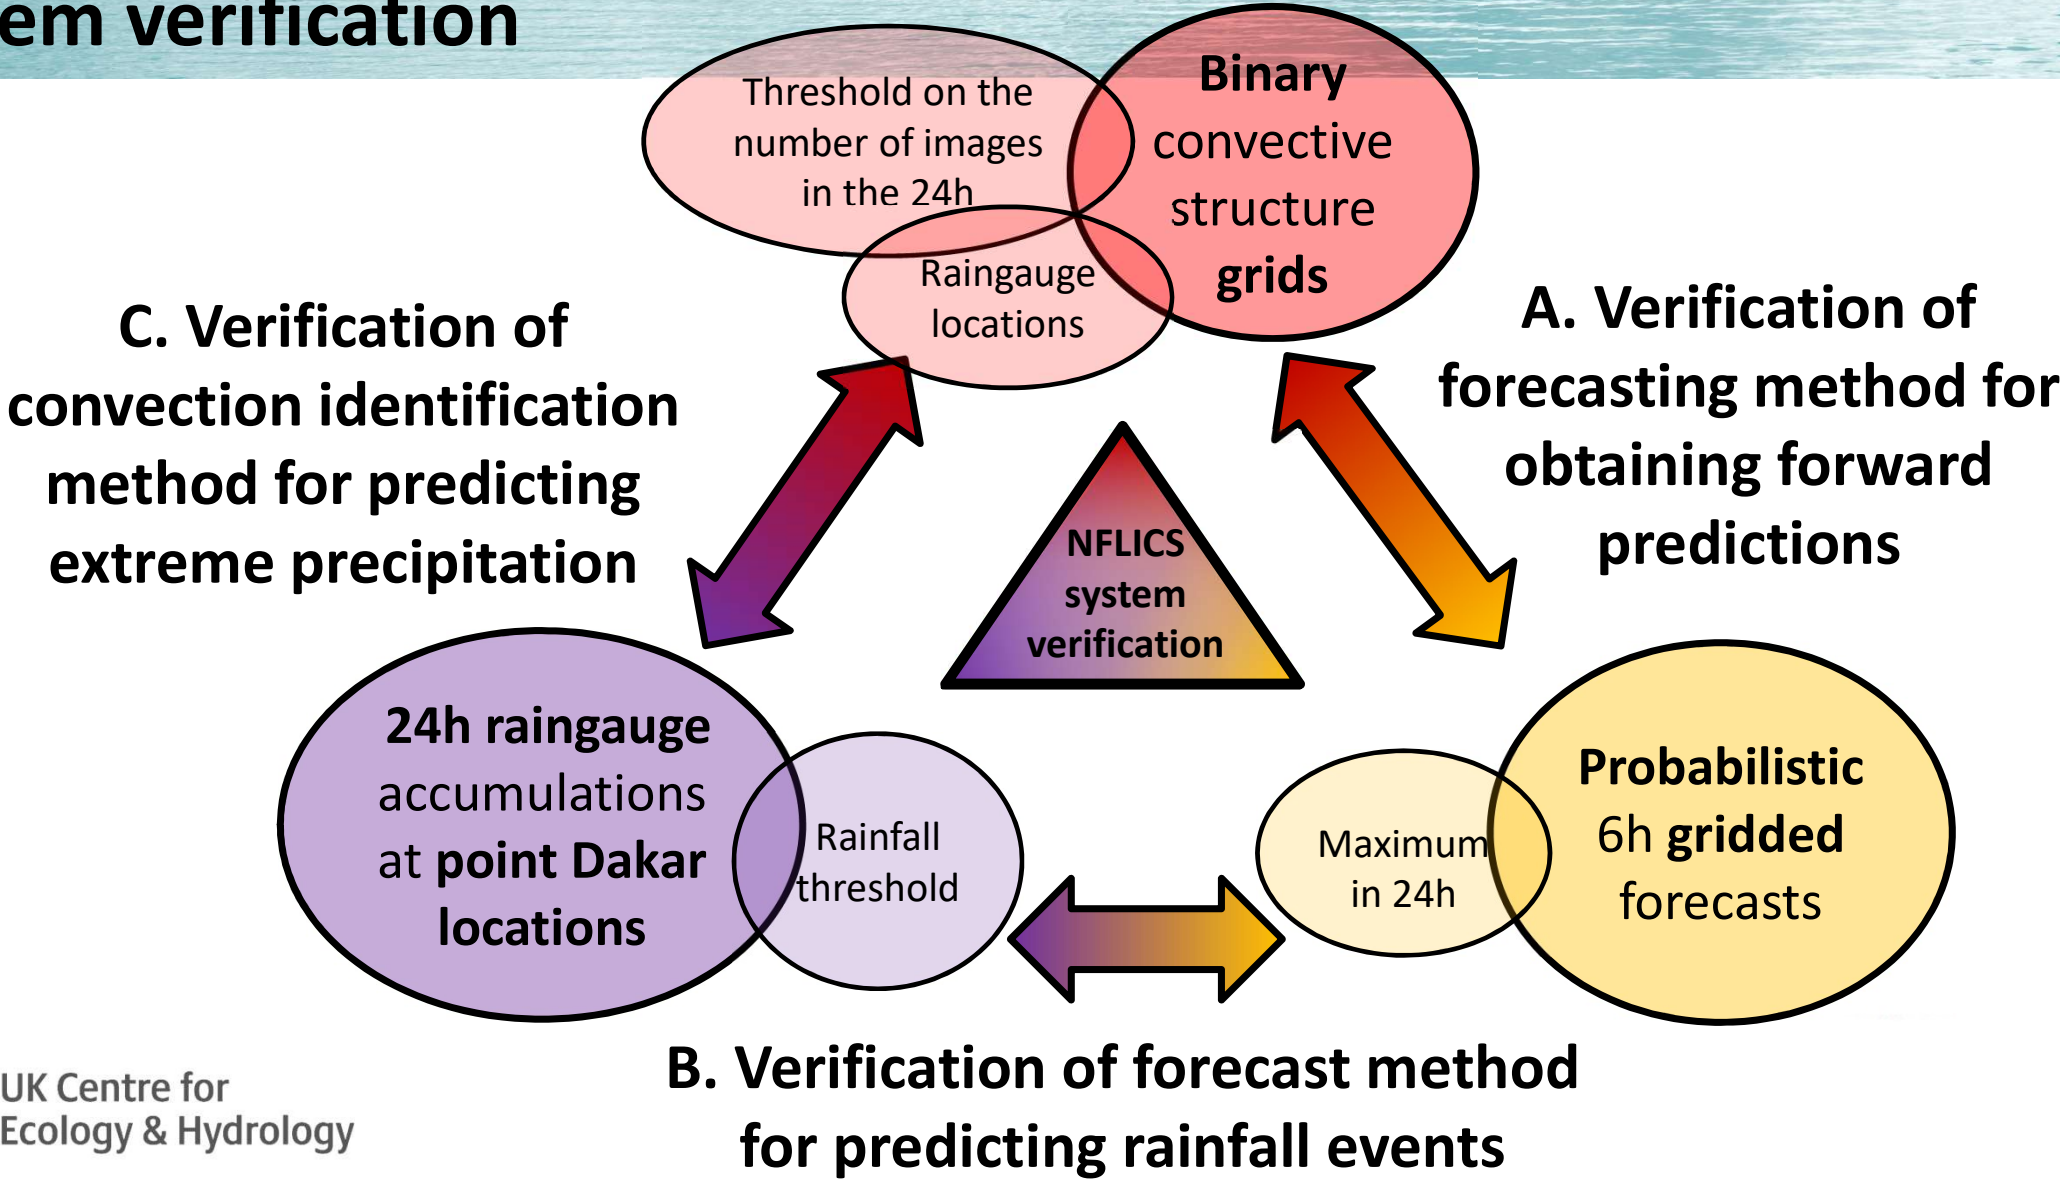 em verification
Threshold on the
number of images
in the 24h
Binary
convective
structure
grids
Raingauge
locations
C. Verification of
convection identification
method for predicting
extreme precipitation
A. Verification of
forecasting method for
obtaining forward
predictions
NFLICS
system
verification
24h raingauge
accumulations
at point Dakar
locations
Rainfall
threshold
Maximum
in 24h
Probabilistic
6h gridded
forecasts
B. Verification of forecast method
for predicting rainfall events
UK Centre for
Ecology & Hydrology